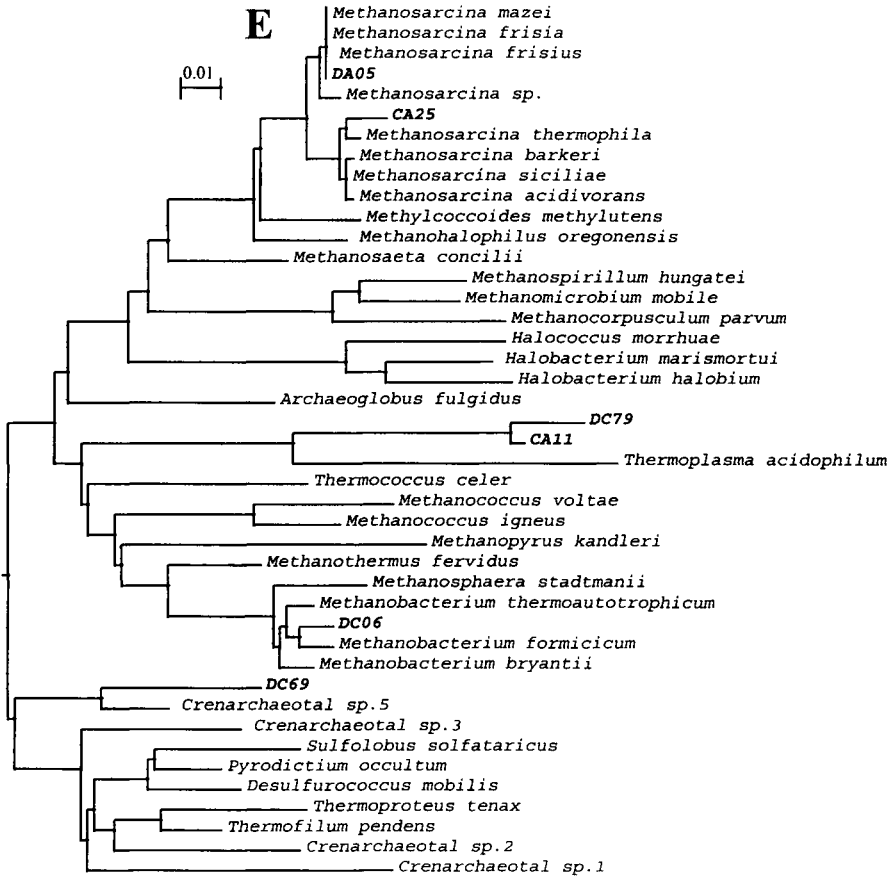 E
0.01
Methanosarcina mazei
Methanosarcina frisia
Methanosarcina frisius
DA05
Methanosarcina sp.
CA25
Methanosarcina thermophila
Methanosarcina barkeri
Methanosarcina siciliae
Methanosarcina acidivorans
Methylcoccoides methylutens
Methanohalophilus oregonensis
Methanosaeta concilii
Methanospirillum hungatei
Methanomicrobium mobile
Methanocorpusculum parvum
Halococcus morrhuae
Halobacterium marismortui
Halobacterium halobium
Archaeoglobus fulgidus
DC79
CA11
Thermoplasma acidophilum
Thermococcus celer
Methanococcus voltae
Methanococcus igneus
Methanopyrus kandleri
Methanothermus fervidus
Methanosphaera stadtmanii
Methanobacterium thermoautotrophicum
DC06
Methanobacterium formicicum
Methanobacterium bryantii
DC69
Crenarchaeotal sp.5
Crenarchaeotal sp.3
Sulfolobus solfataricus
Pyrodictium occultum
Desulfurococcus mobilis
Thermoproteus tenax
Thermofilum pendens
Crenarchaeotal sp.2
Crenarchaeotal sp.1